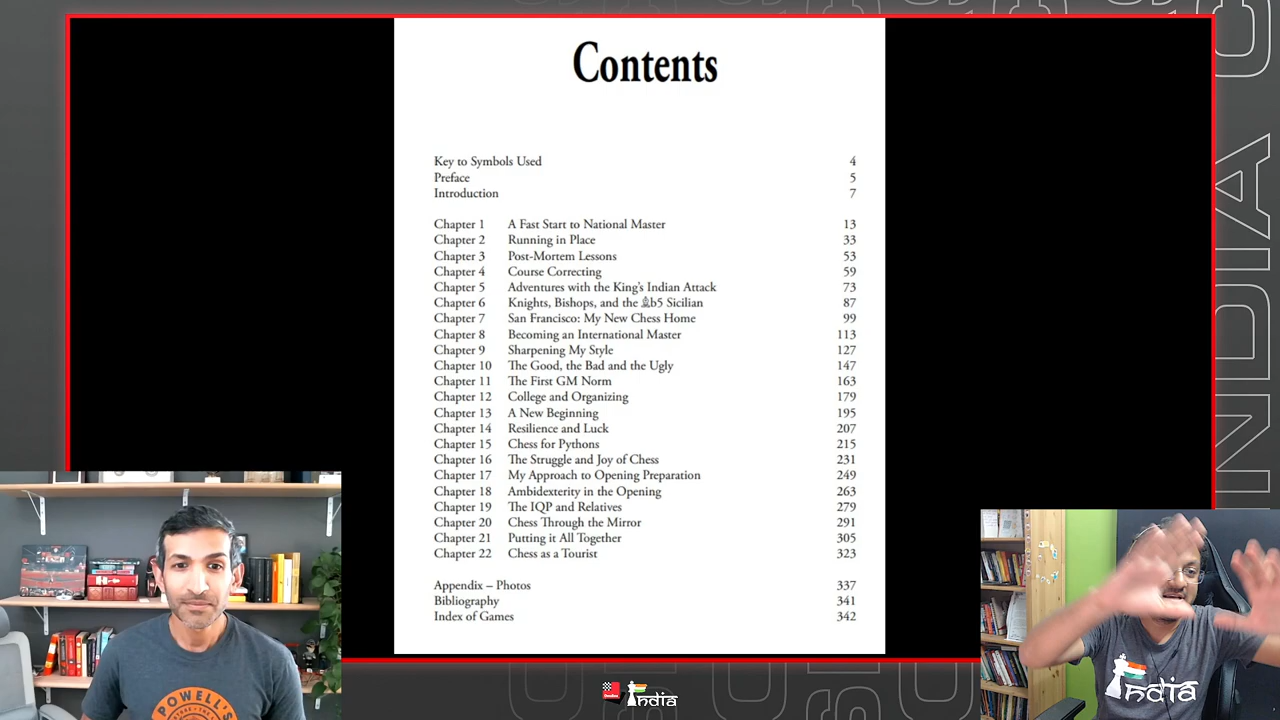 Contents
Key to Symbols Used 4
Preface 5
Introduction 7
Chapter 1 A Fast Start to National Master 13
Chapter 2 Running in Place 33
Chapter 3 Post-Mortem Lessons 53
Chapter 4 Course Correcting 59
Chapter 5 Adventures with the King's Indian Attack 73
Chapter 6 Knights, Bishops, and the ♗b5 Sicilian 87
Chapter 7 San Francisco: My New Chess Home 99
Chapter 8 Becoming an International Master 113
Chapter 9 Sharpening My Style 127
Chapter 10 The Good, the Bad and the Ugly 147
Chapter 11 The First GM Norm 163
Chapter 12 College and Organizing 179
Chapter 13 A New Beginning 195
Chapter 14 Resilience and Luck 207
Chapter 15 Chess for Pythons 215
Chapter 16 The Struggle and Joy of Chess 231
Chapter 17 My Approach to Opening Preparation 249
Chapter 18 Ambidexterity in the Opening 263
Chapter 19 The IQP and Relatives 279
Chapter 20 Chess Through the Mirror 291
Chapter 21 Putting it All Together 305
Chapter 22 Chess as a Tourist 323
Appendix – Photos 337
Bibliography 341
Index of Games 342
POWELL'S
India
India
INDIA